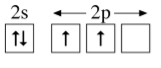 2s ← 2p →
↑↓ ↑ ↑